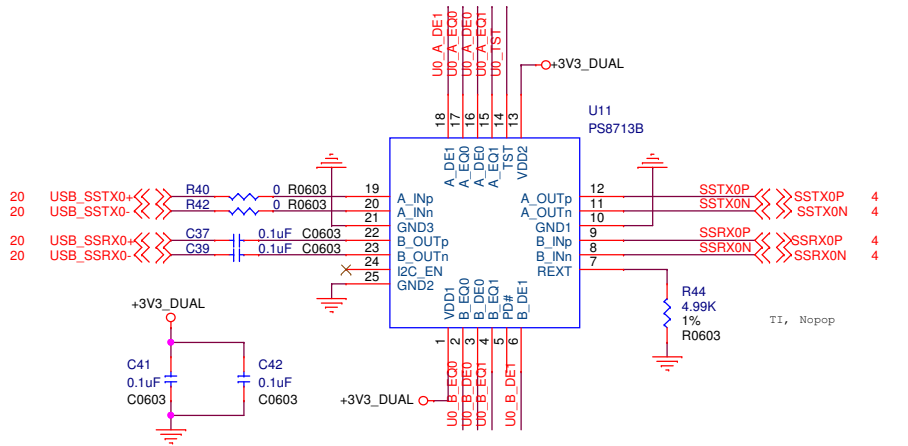 U0_A_DE1
U0_A_EQ0
U0_A_DE0
U0_A_EQ1
U0_TST
+3V3_DUAL
18
17
16
15
14
13
U11
PS8713B
A_DE1
A_EQ0
A_DE0
A_EQ1
TST
VDD2
20 USB_SSTX0+ R40 0 R0603 19 A_INp A_OUTp 12 SSTX0P SSTX0P 4
20 USB_SSTX0- R42 0 R0603 20 A_INn A_OUTn 11 SSTX0N SSTX0N 4
21 GND3 GND1 10
20 USB_SSRX0+ C37 0.1uF C0603 22 B_OUTp B_INp 9 SSRX0P SSRX0P 4
20 USB_SSRX0- C39 0.1uF C0603 23 B_OUTn B_INn 8 SSRX0N SSRX0N 4
24 I2C_EN REXT 7
25 GND2
VDD1
B_EQ0
B_DE0
B_EQ1
PD#
B_DE1
R44
4.99K
1%
R0603
TI, Nopop
+3V3_DUAL
1
2
3
4
5
6
C41
0.1uF
C0603
C42
0.1uF
C0603
+3V3_DUAL
U0_B_EQ0
U0_B_DE0
U0_B_EQ1
U0_B_DE1